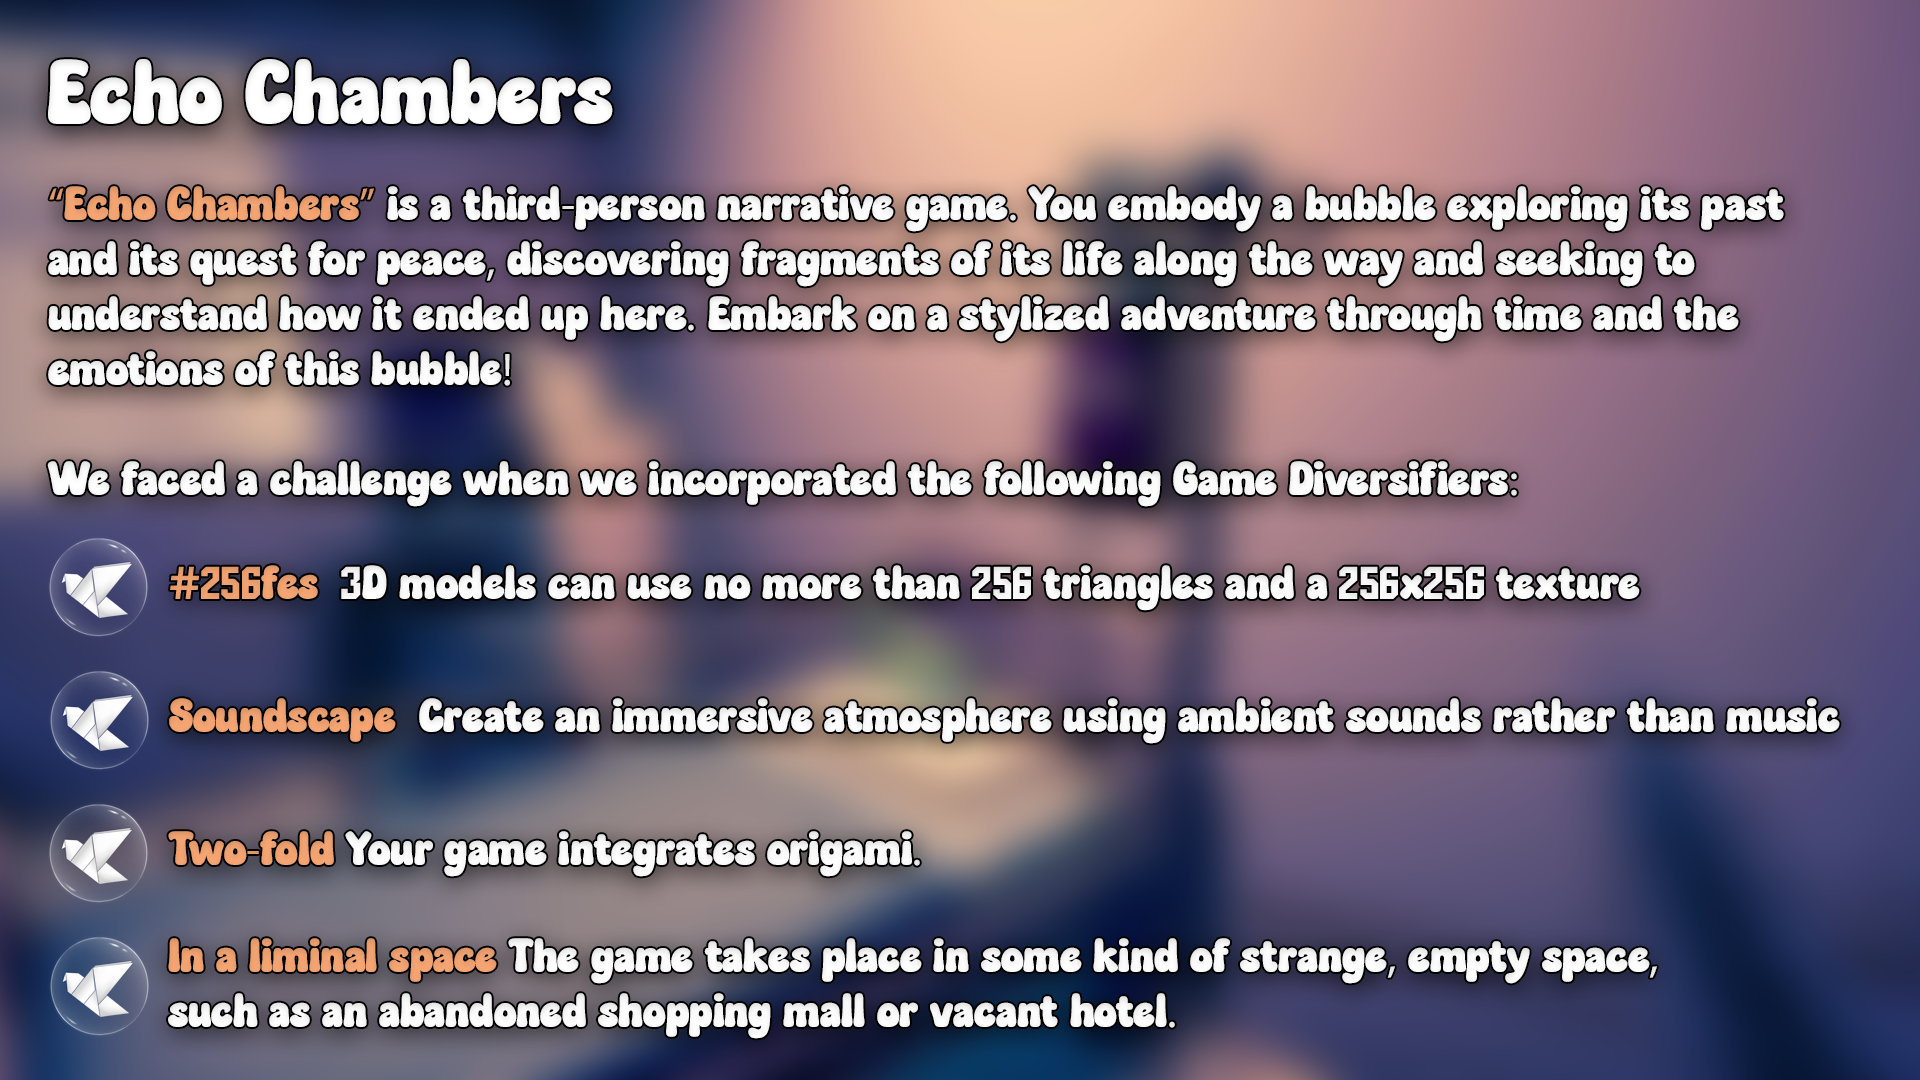 Echo Chambers
“Echo Chambers” is a third-person narrative game. You embody a bubble exploring its past
and its quest for peace, discovering fragments of its life along the way and seeking to
understand how it ended up here. Embark on a stylized adventure through time and the
emotions of this bubble!
We faced a challenge when we incorporated the following Game Diversifiers:
#256fes 3D models can use no more than 256 triangles and a 256x256 texture
Soundscape Create an immersive atmosphere using ambient sounds rather than music
Two-fold Your game integrates origami.
In a liminal space The game takes place in some kind of strange, empty space,
such as an abandoned shopping mall or vacant hotel.